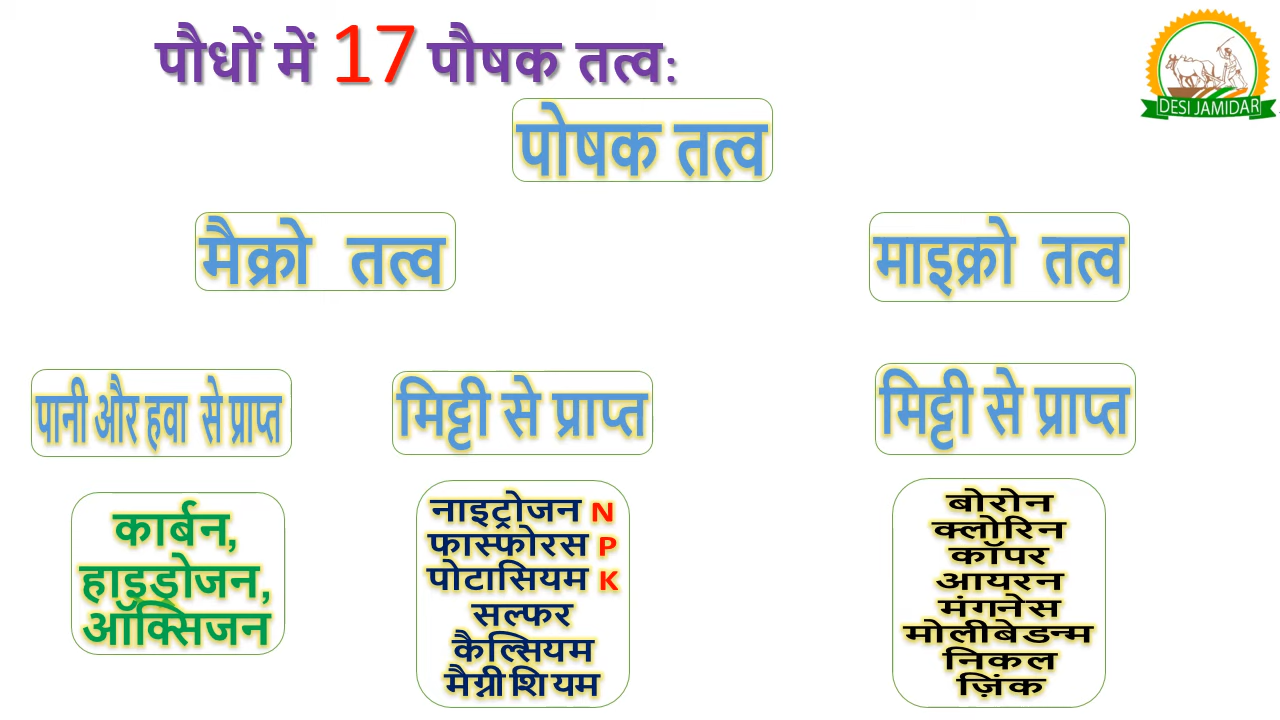 पौधों में 17 पौषक तत्व:
DESI JAMIDAR
पोषक तत्व
मैक्रो तत्व
माइक्रो तत्व
पानी और हवा से प्राप्त
मिट्टी से प्राप्त
मिट्टी से प्राप्त
कार्बन,
हाइड्रोजन,
ऑक्सिजन
नाइट्रोजन N
फास्फोरस P
पोटासियम K
सल्फर
कैल्सियम
मैग्नीशियम
बोरोन
क्लोरिन
कॉपर
आयरन
मंगनेस
मोलीबेडन्म
निकल
ज़िंक